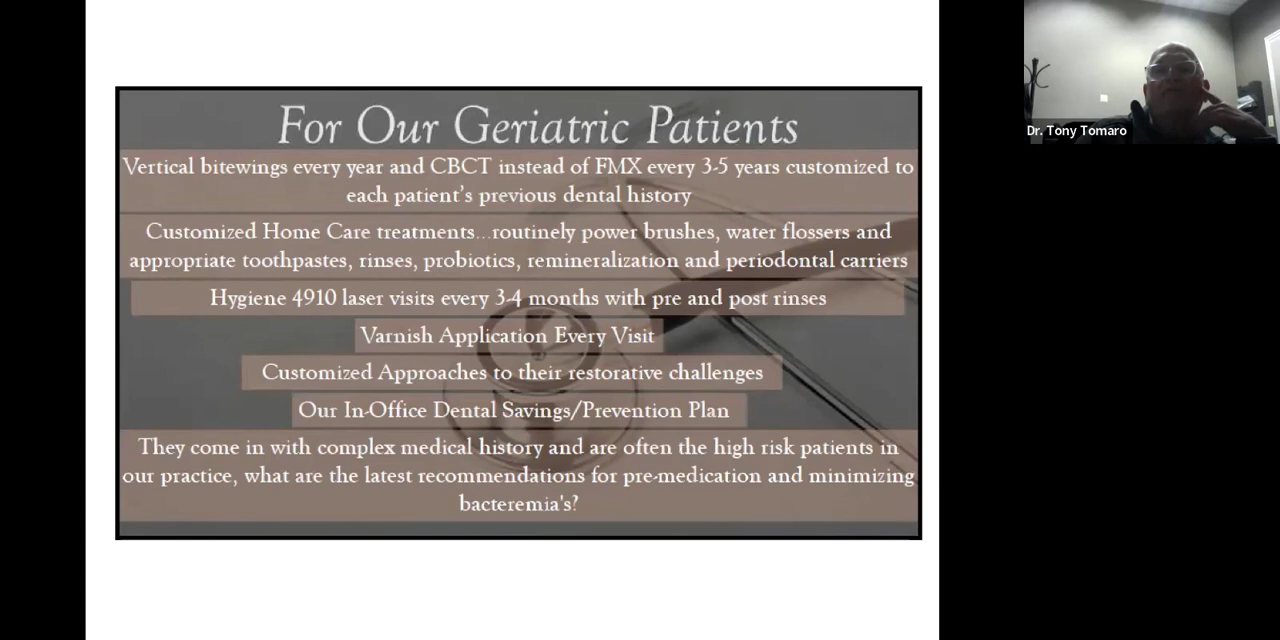 For Our Geriatric Patients
Vertical bitewings every year and CBCT instead of FMX every 3-5 years customized to
each patient's previous dental history
Customized Home Care treatments...routinely power brushes, water flossers and
appropriate toothpastes, rinses, probiotics, remineralization and periodontal carriers
Hygiene 4910 laser visits every 3-4 months with pre and post rinses
Varnish Application Every Visit
Customized Approaches to their restorative challenges
Our In-Office Dental Savings/Prevention Plan
They come in with complex medical history and are often the high risk patients in
our practice, what are the latest recommendations for pre-medication and minimizing
bacteremia's?
Dr. Tony Tomaro